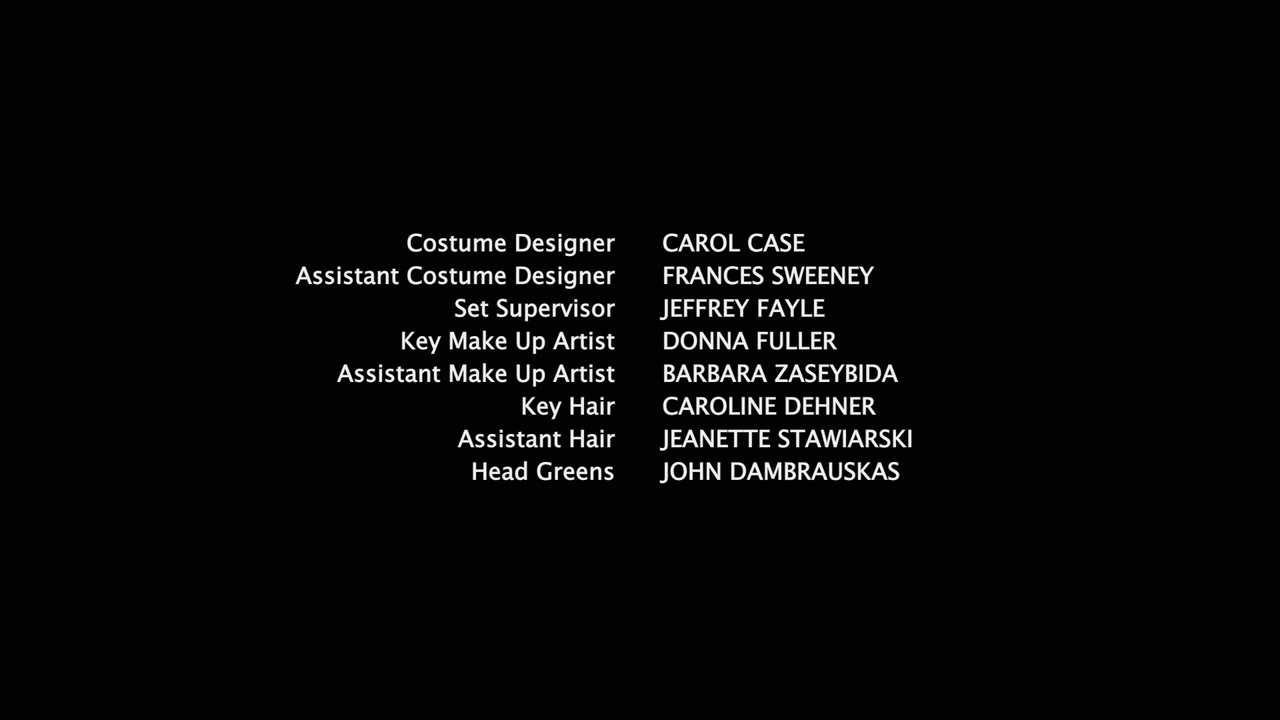 Costume Designer CAROL CASE
Assistant Costume Designer FRANCES SWEENEY
Set Supervisor JEFFREY FAYLE
Key Make Up Artist DONNA FULLER
Assistant Make Up Artist BARBARA ZASEYBIDA
Key Hair CAROLINE DEHNER
Assistant Hair JEANETTE STAWIARSKI
Head Greens JOHN DAMBRAUSKAS